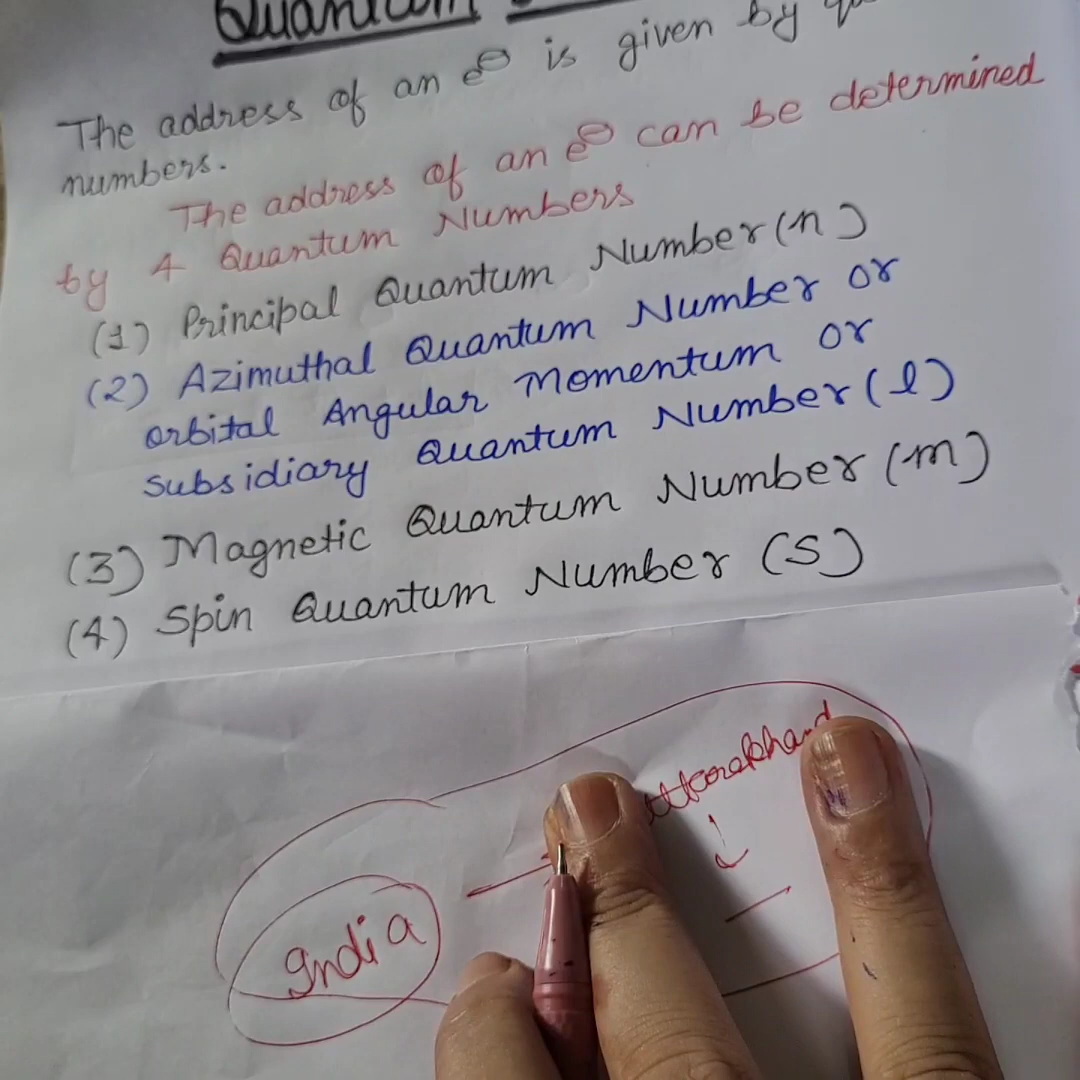 Quantum
The address of an e⊖ is given by
numbers.
The address of an e⊖ can be determined
by 4 Quantum Numbers
(1) Principal Quantum Number (n)
(2) Azimuthal Quantum Number or
orbital Angular Momentum or
subsidiary Quantum Number (l)
(3) Magnetic Quantum Number (m)
(4) Spin Quantum Number (s)
India